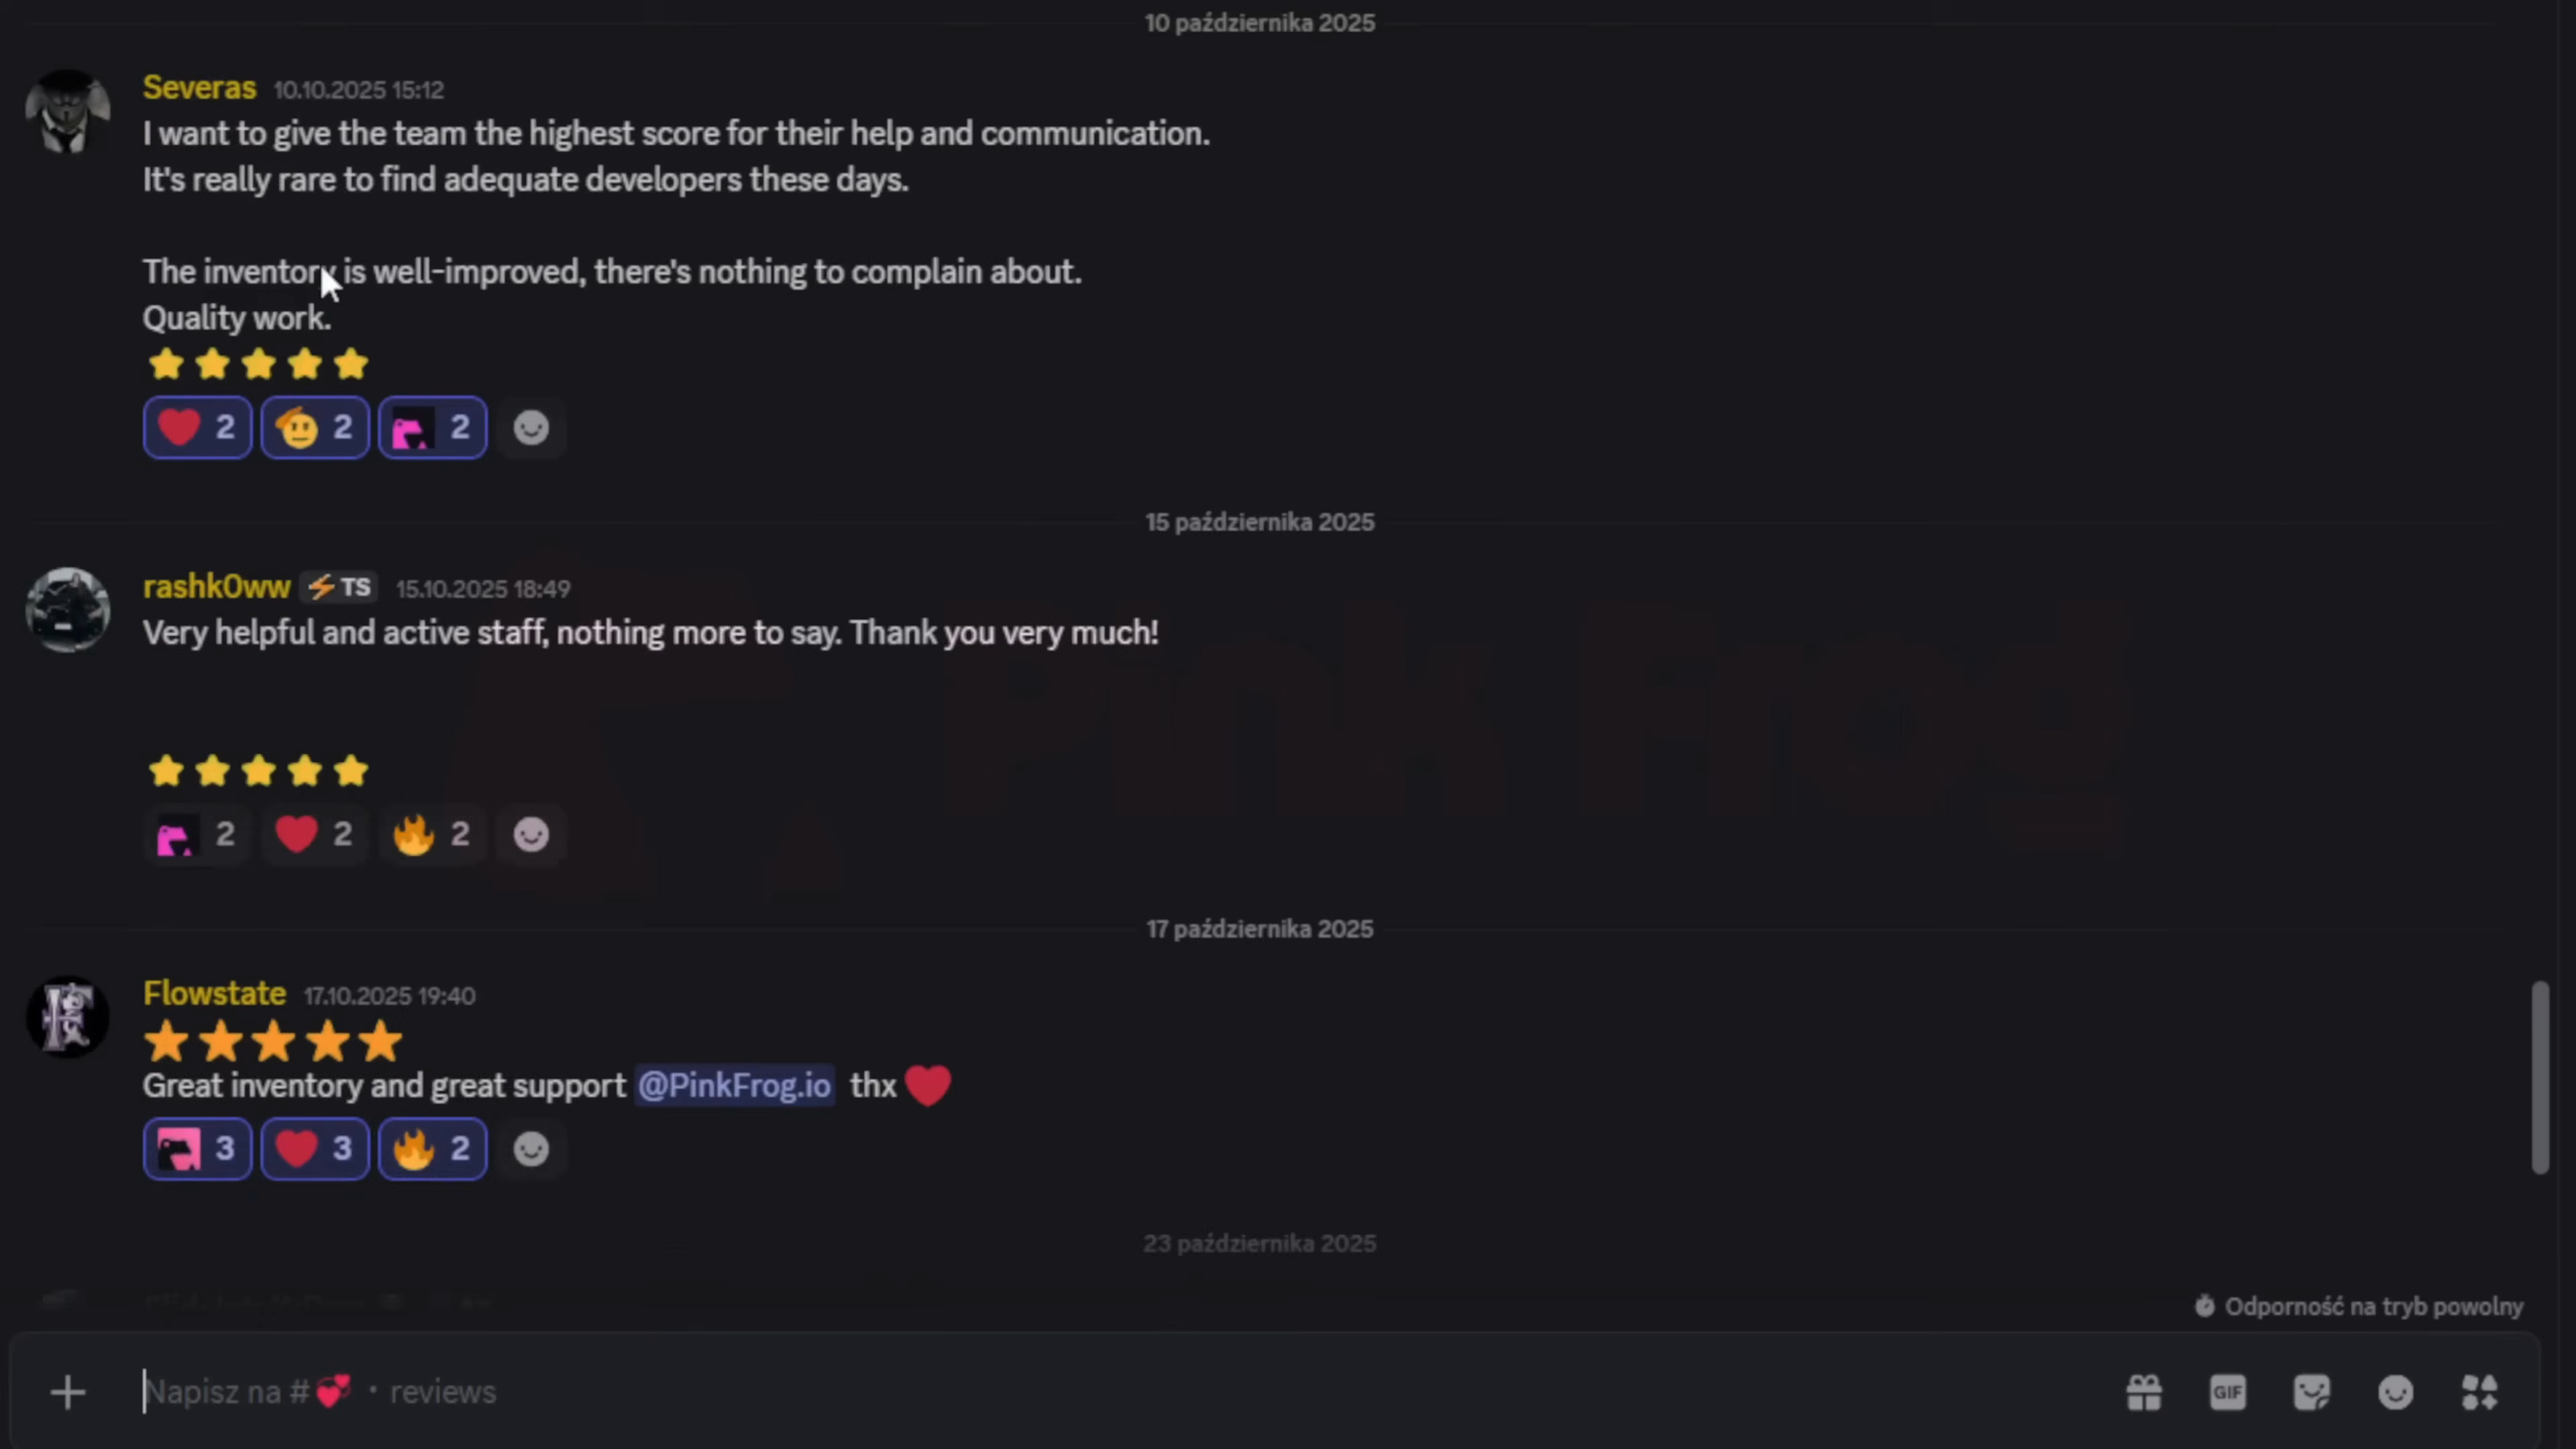 10 października 2025
Severas 10.10.2025 15:12
I want to give the team the highest score for their help and communication.
It's really rare to find adequate developers these days.
The inventory is well-improved, there's nothing to complain about.
Quality work.
2 2 2
15 października 2025
rashk0ww TS 15.10.2025 18:49
Very helpful and active staff, nothing more to say. Thank you very much!
Pink Frog
2 2 2
17 października 2025
Flowstate 17.10.2025 19:40
Great inventory and great support @PinkFrog.io thx
3 3 2
23 października 2025
Odporność na tryb powolny
Napisz na # • reviews
GIF